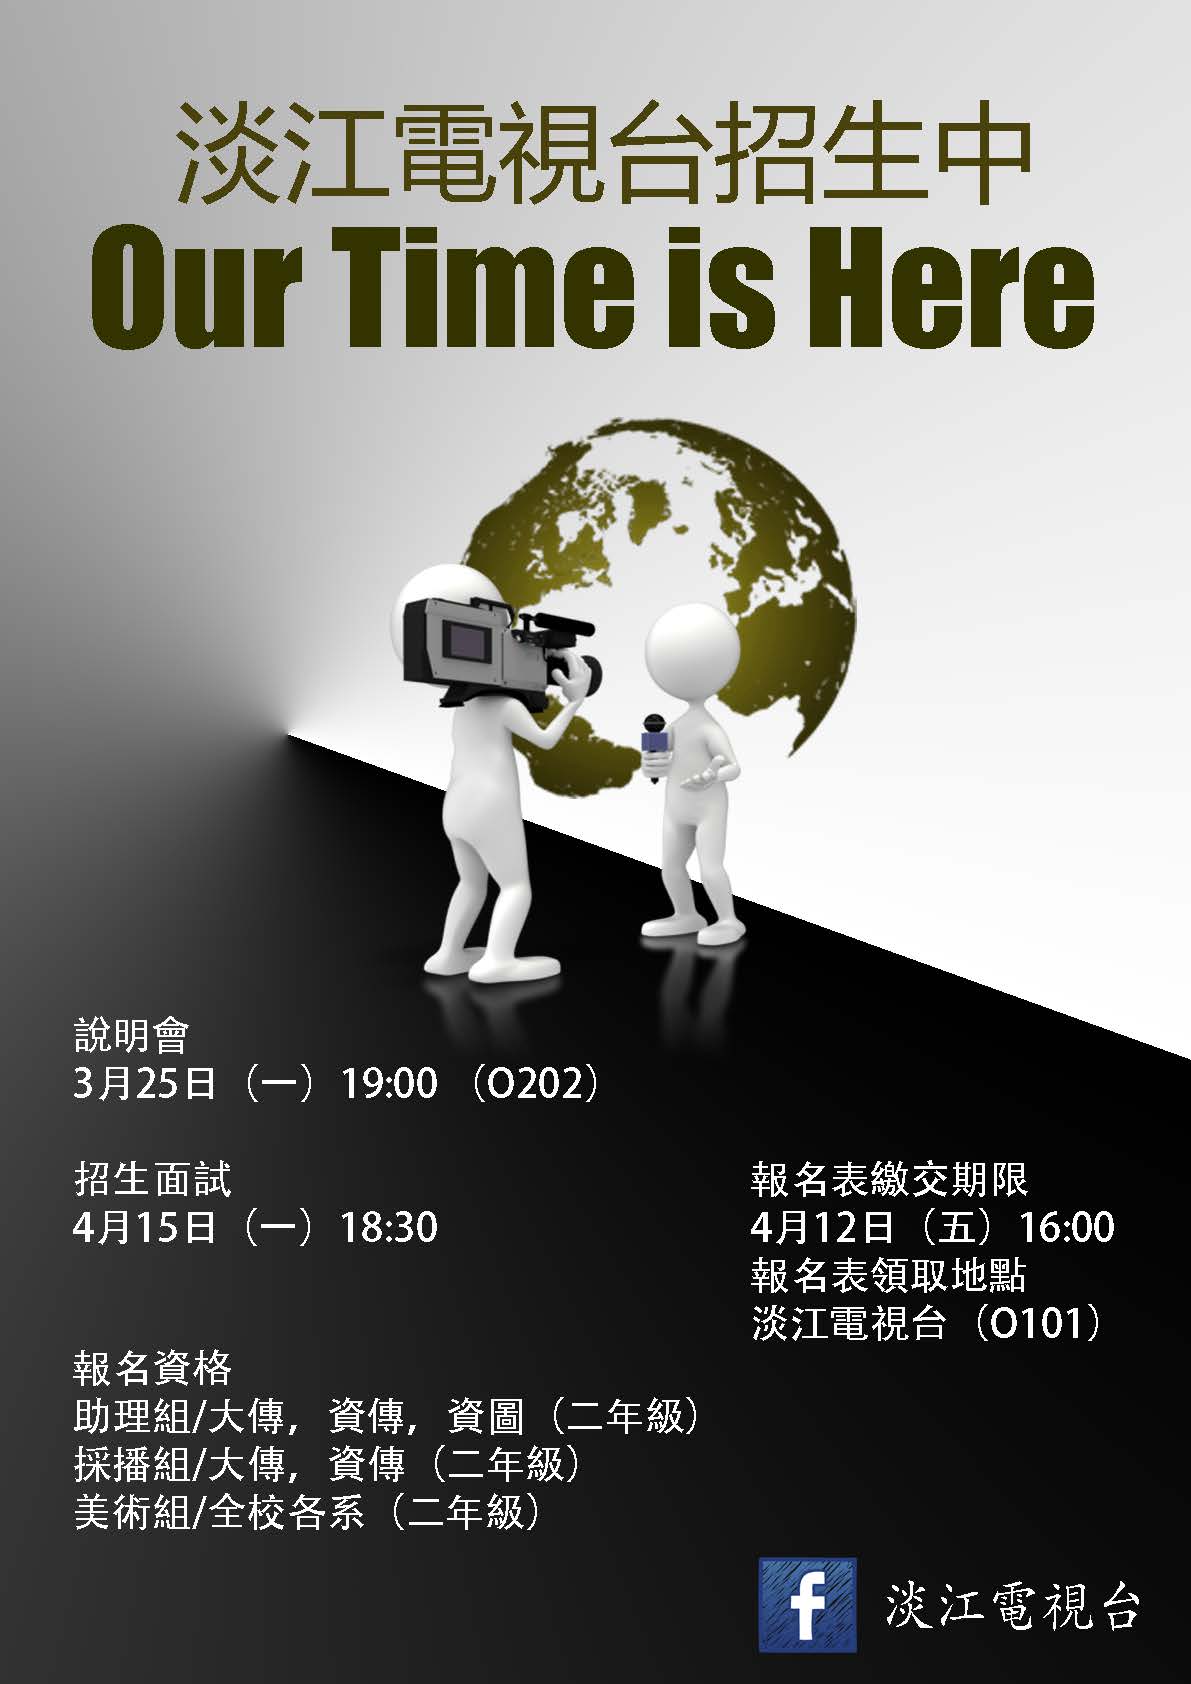 淡江電視台招生中
Our Time is Here
說明會
3月25日（一）19:00（O202）
招生面試
4月15日（一）18:30
報名表繳交期限
4月12日（五）16:00
報名表領取地點
淡江電視台（O101）
報名資格
助理組/大傳，資傳，資圖（二年級）
採播組/大傳，資傳（二年級）
美術組/全校各系（二年級）
f 淡江電視台